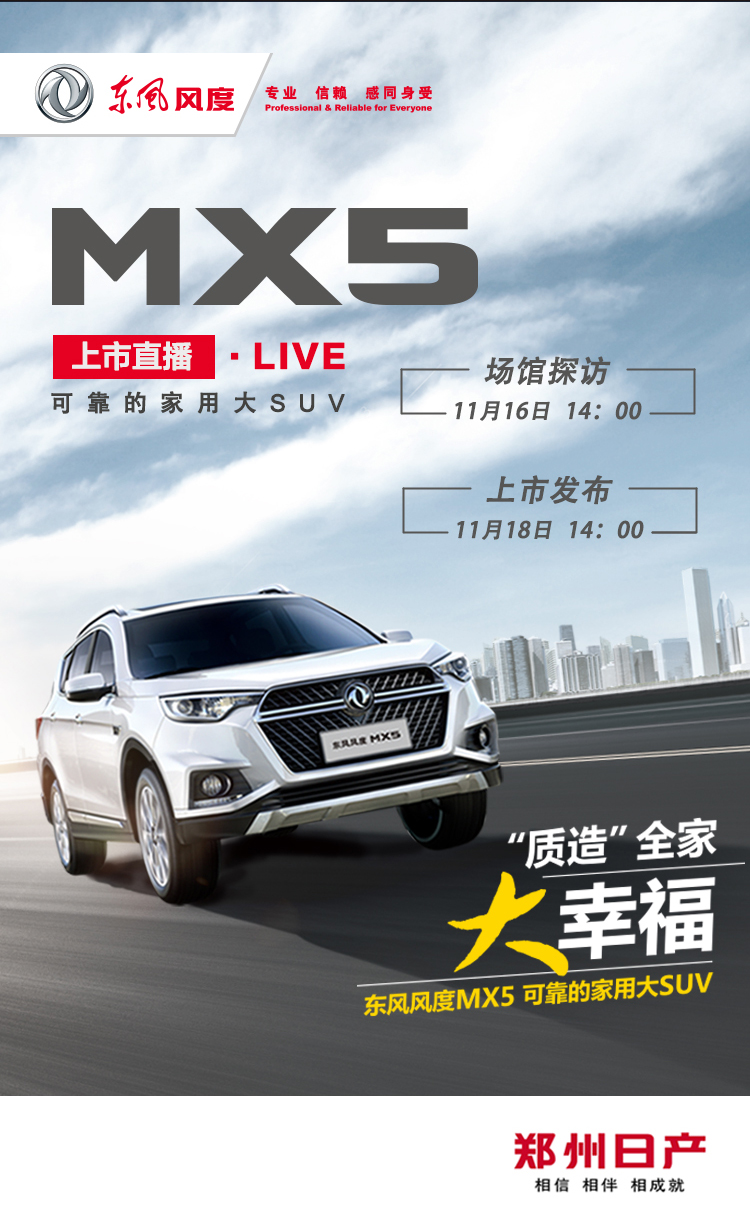 东风风度
专业 信赖 感同身受
Professional & Reliable for Everyone
MX5
上市直播 · LIVE
可靠的家用大SUV
场馆探访
11月16日 14：00
上市发布
11月18日 14：00
东风风度 MX5
“质造”全家
大幸福
东风风度MX5 可靠的家用大SUV
郑州日产
相信 相伴 相成就